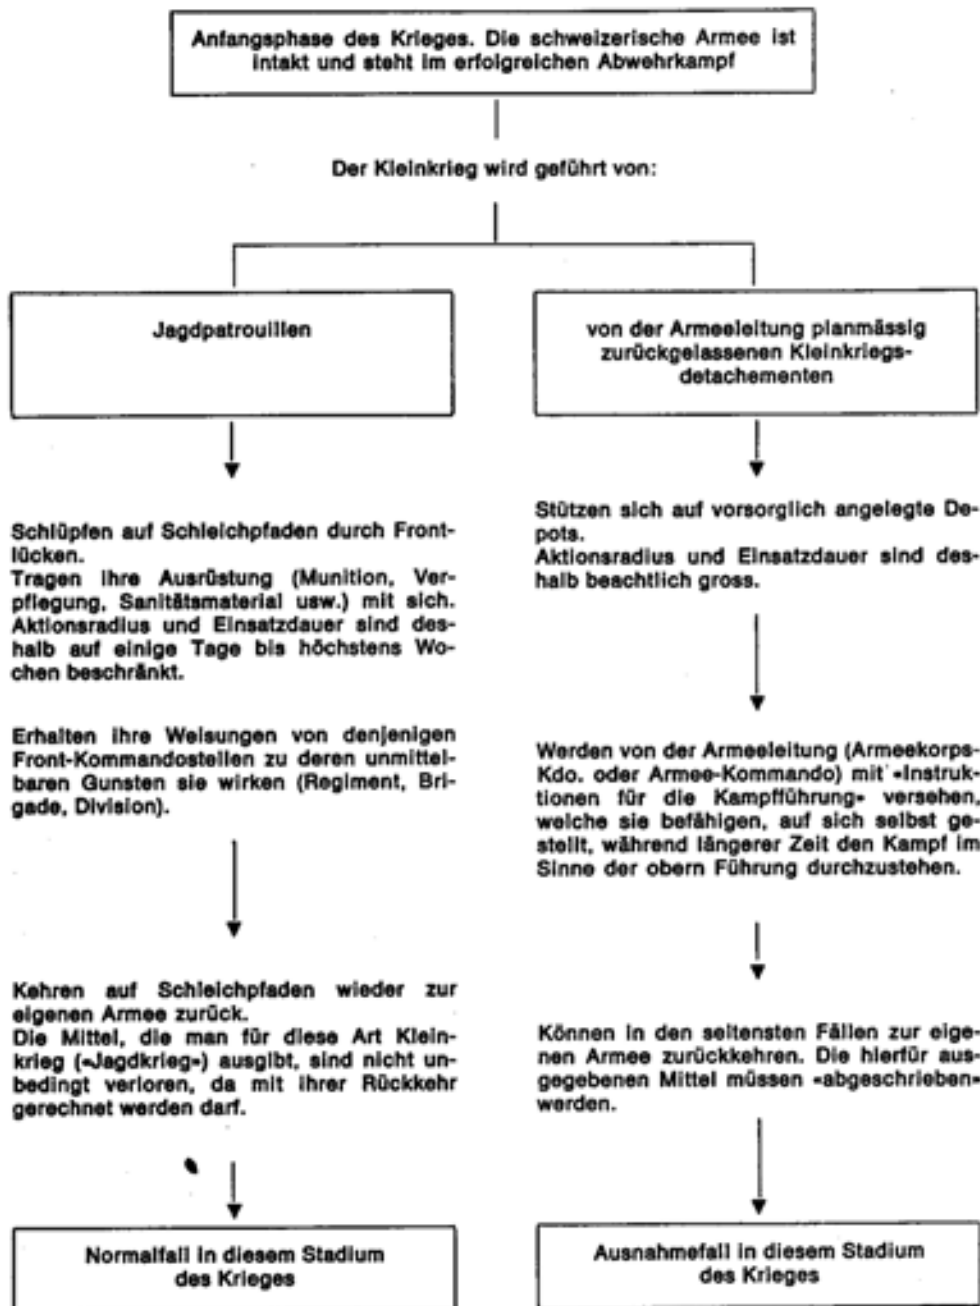 Anfangsphase des Krieges. Die schweizerische Armee ist
intakt und steht im erfolgreichen Abwehrkampf
Der Kleinkrieg wird geführt von:
Jagdpatrouillen
Schlüpfen auf Schleichpfaden durch Front-
lücken.
Tragen ihre Ausrüstung (Munition, Ver-
pflegung, Sanitätsmaterial usw.) mit sich.
Aktionsradius und Einsatzdauer sind des-
halb auf einige Tage bis höchstens Wo-
chen beschränkt.
Erhalten ihre Weisungen von denjenigen
Front-Kommandostellen zu deren unmittel-
baren Gunsten sie wirken (Regiment, Bri-
gade, Division).
Kehren auf Schleichpfaden wieder zur
eigenen Armee zurück.
Die Mittel, die man für diese Art Klein-
krieg («Jagdkrieg») ausgibt, sind nicht un-
bedingt verloren, da mit ihrer Rückkehr
gerechnet werden darf.
Normalfall in diesem Stadium
des Krieges
von der Armeeleitung planmässig
zurückgelassenen Kleinkriegs-
detachementen
Stützen sich auf vorsorglich angelegte De-
pots.
Aktionsradius und Einsatzdauer sind des-
halb beachtlich gross.
Werden von der Armeeleitung (Armeekorps-
Kdo. oder Armee-Kommando) mit «Instruk-
tionen für die Kampfführung» versehen,
welche sie befähigen, auf sich selbst ge-
stellt, während längerer Zeit den Kampf im
Sinne der obern Führung durchzustehen.
Können in den seltensten Fällen zur eige-
nen Armee zurückkehren. Die hierfür aus-
gegebenen Mittel müssen «abgeschrieben»
werden.
Ausnahmefall in diesem Stadium
des Krieges